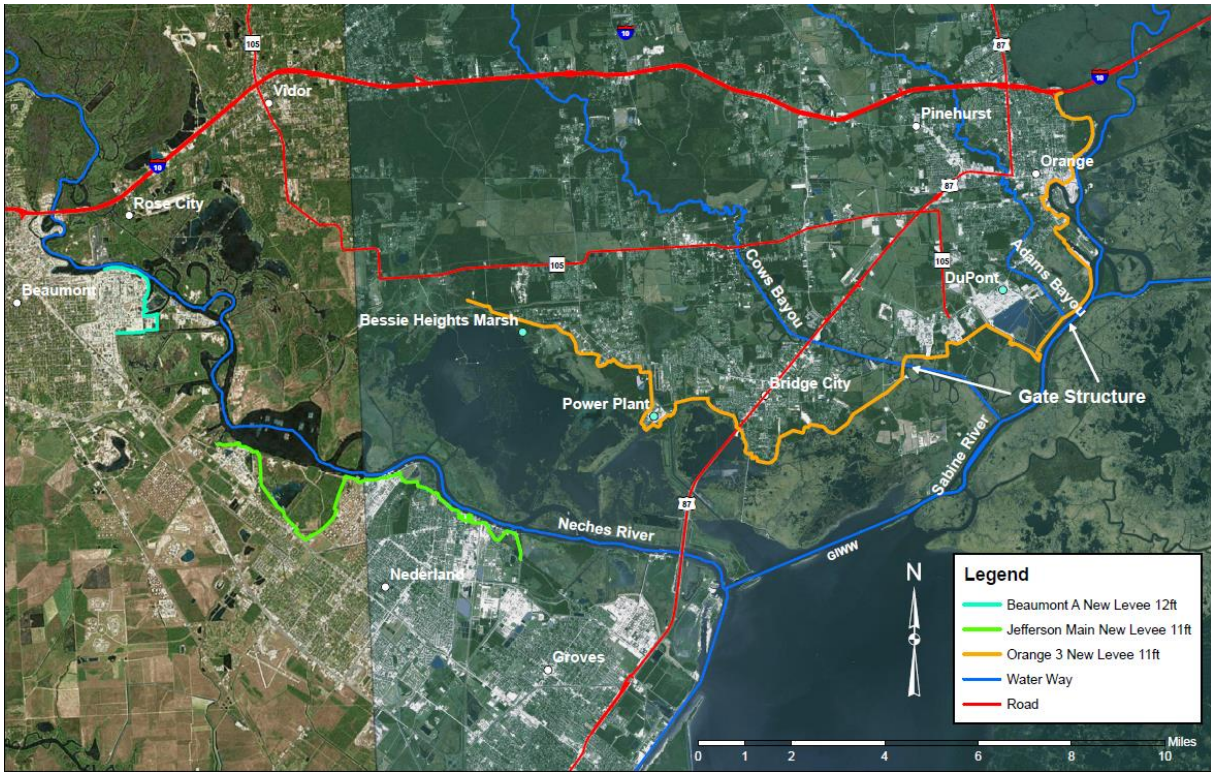 105
10
87
10
Vidor
Pinehurst
Orange
10
87
Rose City
105
105
Cows Bayou
Adams Bayou
DuPont
Beaumont
Bessie Heights Marsh
Bridge City
Gate Structure
Power Plant
Sabine River
87
Neches River
GIWW
N
Nederland
Groves
Legend
Beaumont A New Levee 12ft
Jefferson Main New Levee 11ft
Orange 3 New Levee 11ft
Water Way
Road
Miles
0 1 2 4 6 8 10